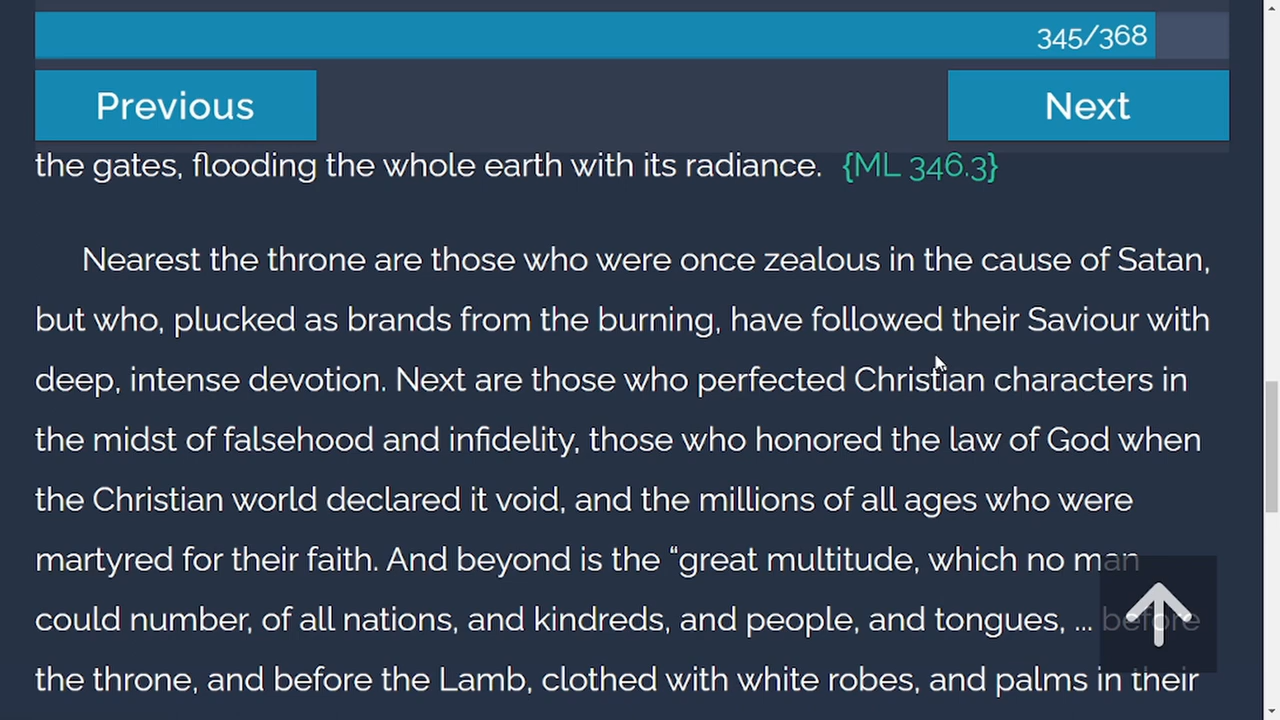 345/368
Previous
Next
the gates, flooding the whole earth with its radiance. {ML 346.3}
Nearest the throne are those who were once zealous in the cause of Satan,
but who, plucked as brands from the burning, have followed their Saviour with
deep, intense devotion. Next are those who perfected Christian characters in
the midst of falsehood and infidelity, those who honored the law of God when
the Christian world declared it void, and the millions of all ages who were
martyred for their faith. And beyond is the “great multitude, which no man
could number, of all nations, and kindreds, and people, and tongues, ... before
the throne, and before the Lamb, clothed with white robes, and palms in their